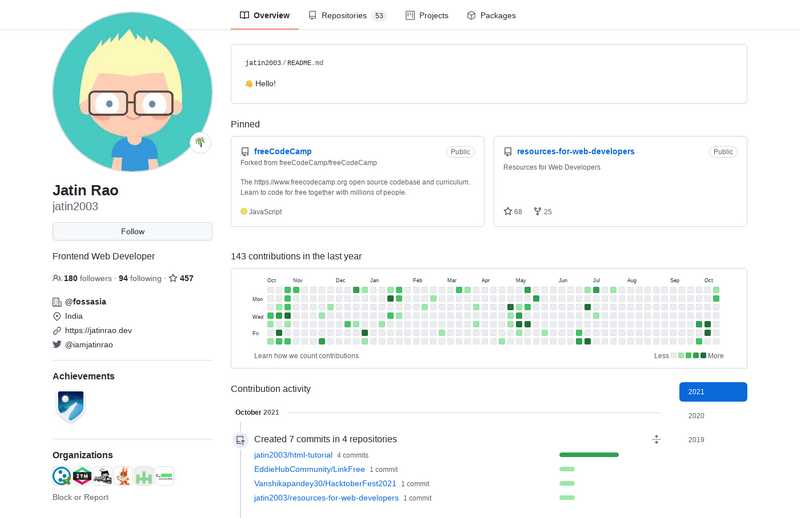 Overview
Repositories 53
Projects
Packages
Jatin Rao
jatin2003
Follow
Frontend Web Developer
180 followers · 94 following · 457
@fossasia
India
https://jatinrao.dev
@iamjatinrao
Achievements
Organizations
Block or Report
jatin2003 / README.md
Hello!
Pinned
freeCodeCamp Public
Forked from freeCodeCamp/freeCodeCamp
The https://www.freecodecamp.org open source codebase and curriculum.
Learn to code for free together with millions of people.
JavaScript
resources-for-web-developers Public
Resources for Web Developers
68 25
143 contributions in the last year
Oct Nov Dec Jan Feb Mar Apr May Jun Jul Aug Sep Oct
Mon
Wed
Fri
Learn how we count contributions
Less More
Contribution activity
2021
2020
2019
October 2021
Created 7 commits in 4 repositories
jatin2003/html-tutorial 4 commits
EddieHubCommunity/LinkFree 1 commit
Vanshikapandey30/HacktoberFest2021 1 commit
jatin2003/resources-for-web-developers 1 commit